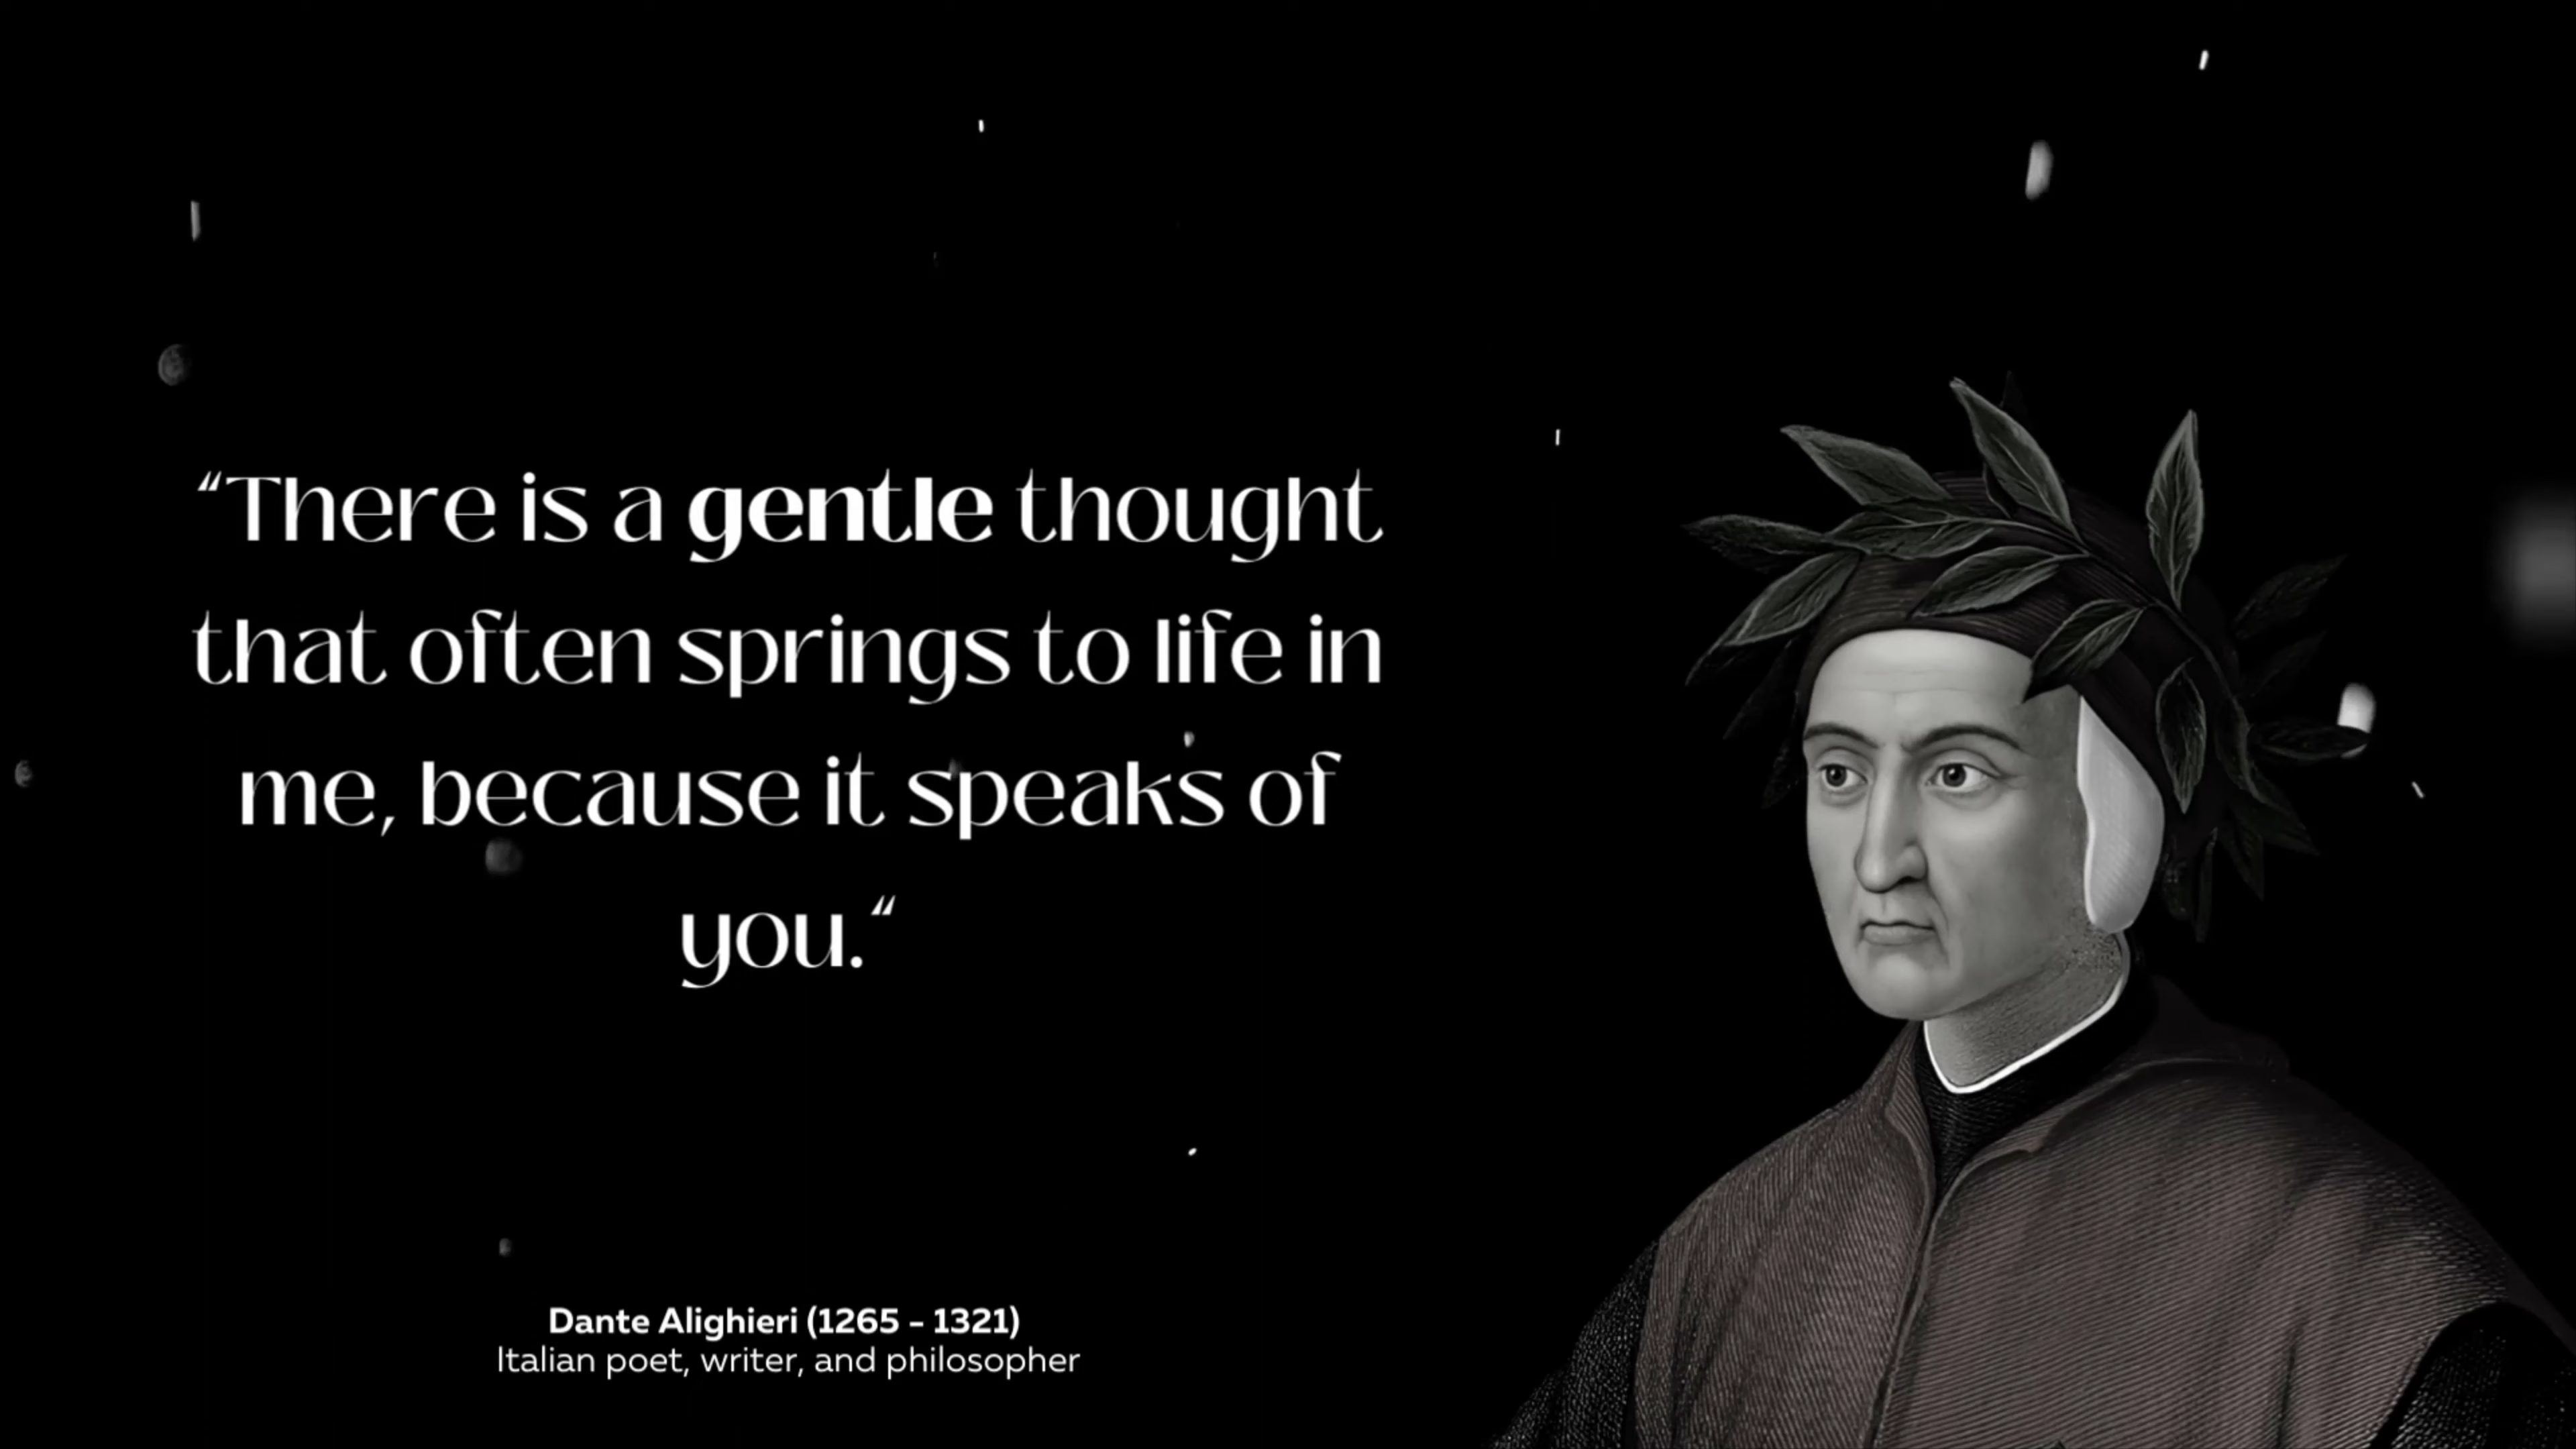 “There is a gentle thought
that often springs to life in
me, because it speaks of
you.“
Dante Alighieri (1265 - 1321)
Italian poet, writer, and philosopher